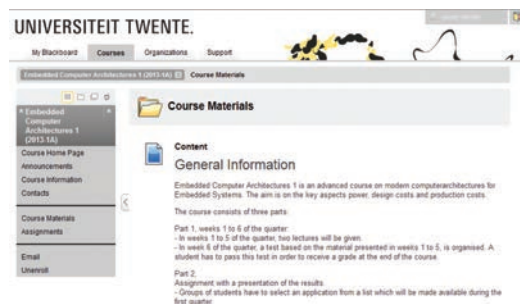 UNIVERSITEIT TWENTE.
My Blackboard Courses Organizations Support
Embedded Computer Architectures 1 (2013-1A) Course Materials
Embedded
Computer
Architectures 1
(2013-1A)
Course Home Page
Announcements
Course Information
Contacts
Course Materials
Assignments
Email
Unenroll
Course Materials
Content
General Information
Embedded Computer Architectures 1 is an advanced course on modern computerarchitectures for
Embedded Systems. The aim is on the key aspects power, design costs and production costs.
The course consists of three parts
Part 1, weeks 1 to 6 of the quarter:
- In weeks 1 to 5 of the quarter, two lectures will be given.
- In week 6 of the quarter, a test based on the material presented in weeks 1 to 5, is organised. A
student has to pass this test in order to receive a grade at the end of the course
Part 2,
Assignment with a presentation of the results.
- Groups of students have to select an application from a list which will be made available during the
first quarter